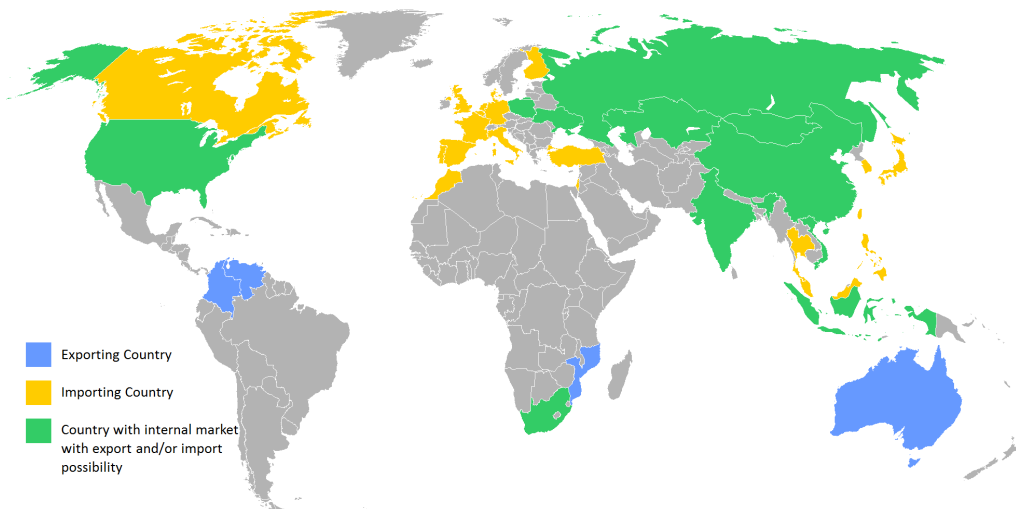 Exporting Country
Importing Country
Country with internal market
with export and/or import
possibility